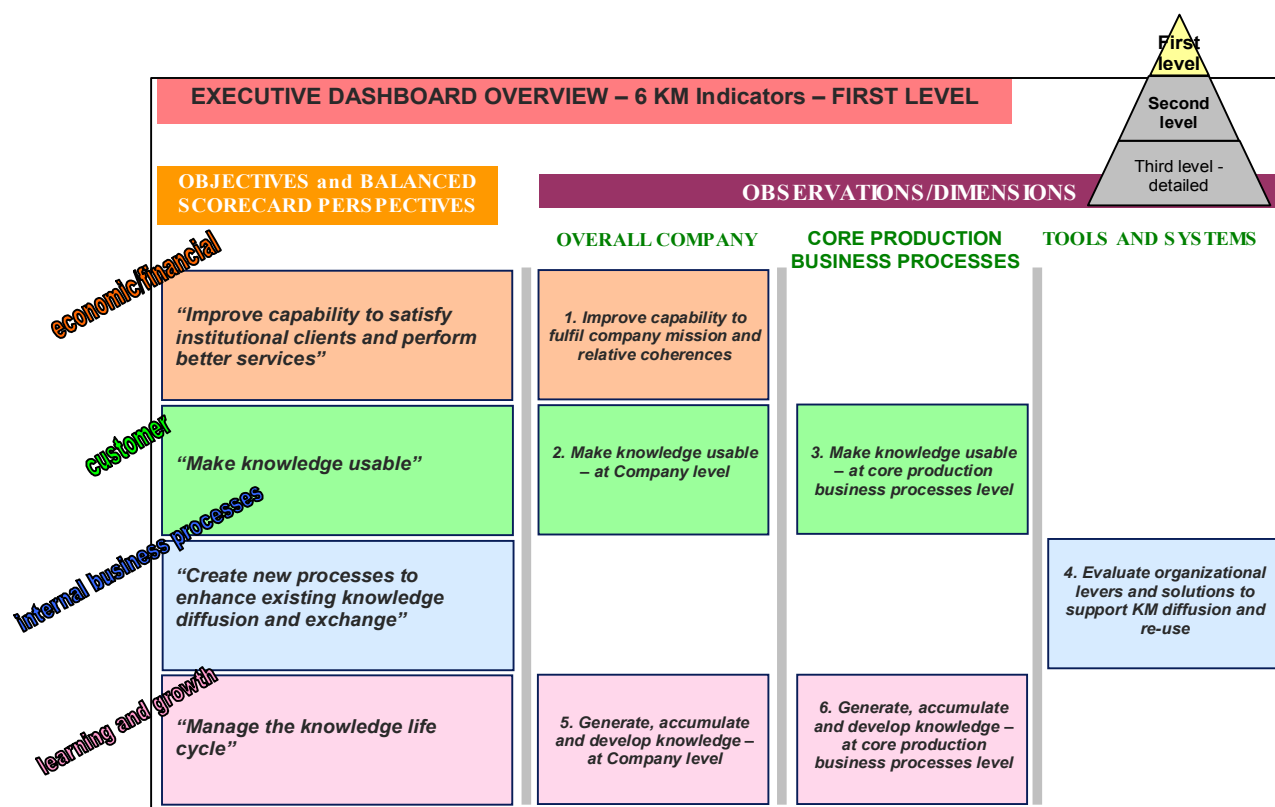 First
level
EXECUTIVE DASHBOARD OVERVIEW – 6 KM Indicators – FIRST LEVEL
Second
level
Third level -
detailed
OBJECTIVES and BALANCED
SCORECARD PERSPECTIVES
OBSERVATIONS/DIMENSIONS
OVERALL COMPANY
CORE PRODUCTION
BUSINESS PROCESSES
TOOLS AND SYSTEMS
economic/financial
“Improve capability to satisfy
institutional clients and perform
better services”
1. Improve capability to
fulfil company mission and
relative coherences
customer
“Make knowledge usable”
2. Make knowledge usable
– at Company level
3. Make knowledge usable
– at core production
business processes level
internal business processes
“Create new processes to
enhance existing knowledge
diffusion and exchange”
4. Evaluate organizational
levers and solutions to
support KM diffusion and
re-use
learning and growth
“Manage the knowledge life
cycle”
5. Generate, accumulate
and develop knowledge –
at Company level
6. Generate, accumulate
and develop knowledge –
at core production
business processes level